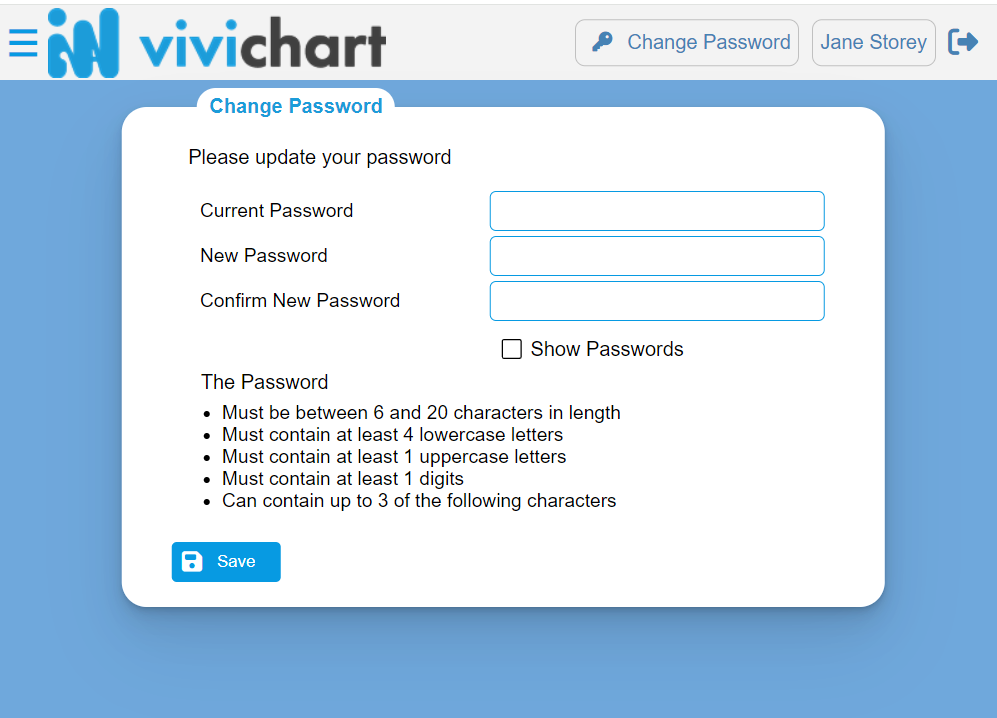 vivichart
Change Password
Jane Storey
Change Password
Please update your password
Current Password
New Password
Confirm New Password
Show Passwords
The Password
Must be between 6 and 20 characters in length
Must contain at least 4 lowercase letters
Must contain at least 1 uppercase letters
Must contain at least 1 digits
Can contain up to 3 of the following characters
Save